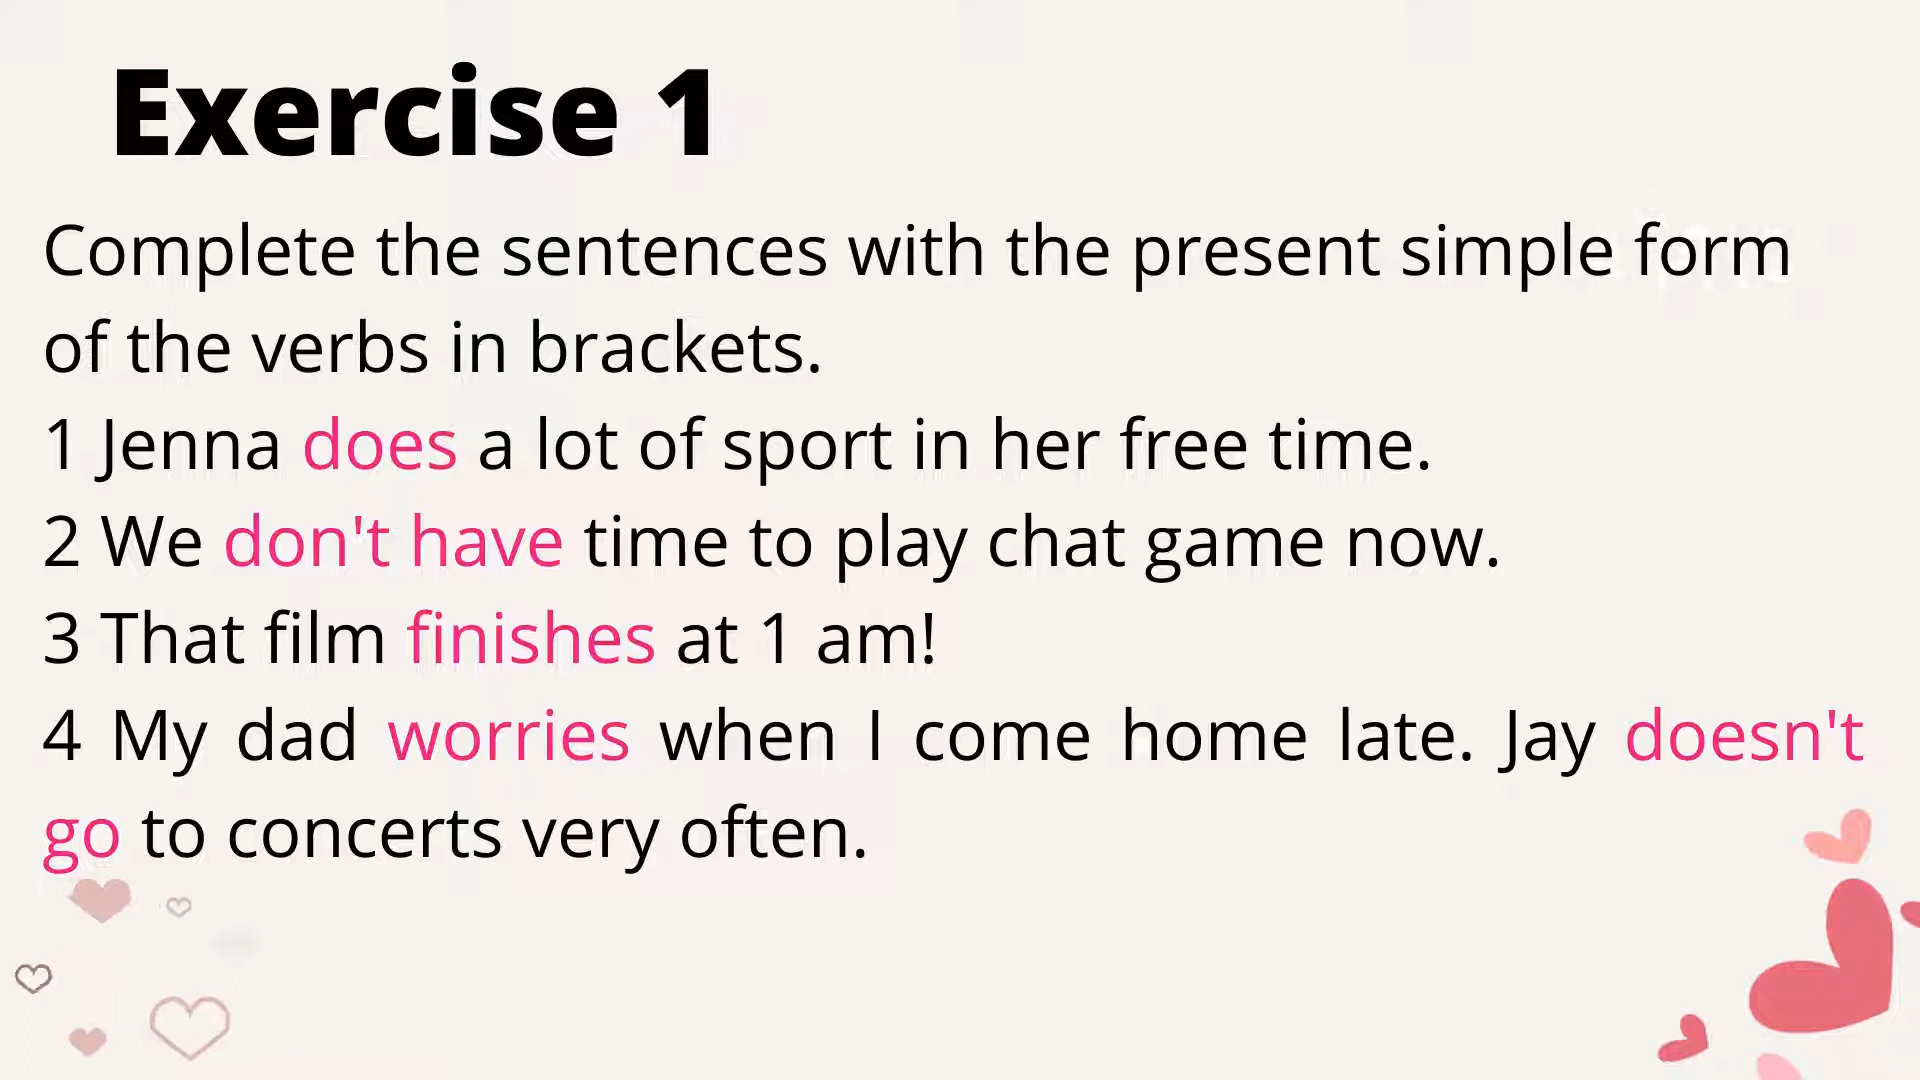 Exercise 1
Complete the sentences with the present simple form
of the verbs in brackets.
1 Jenna does a lot of sport in her free time.
2 We don't have time to play chat game now.
3 That film finishes at 1 am!
4 My dad worries when I come home late. Jay doesn't
go to concerts very often.